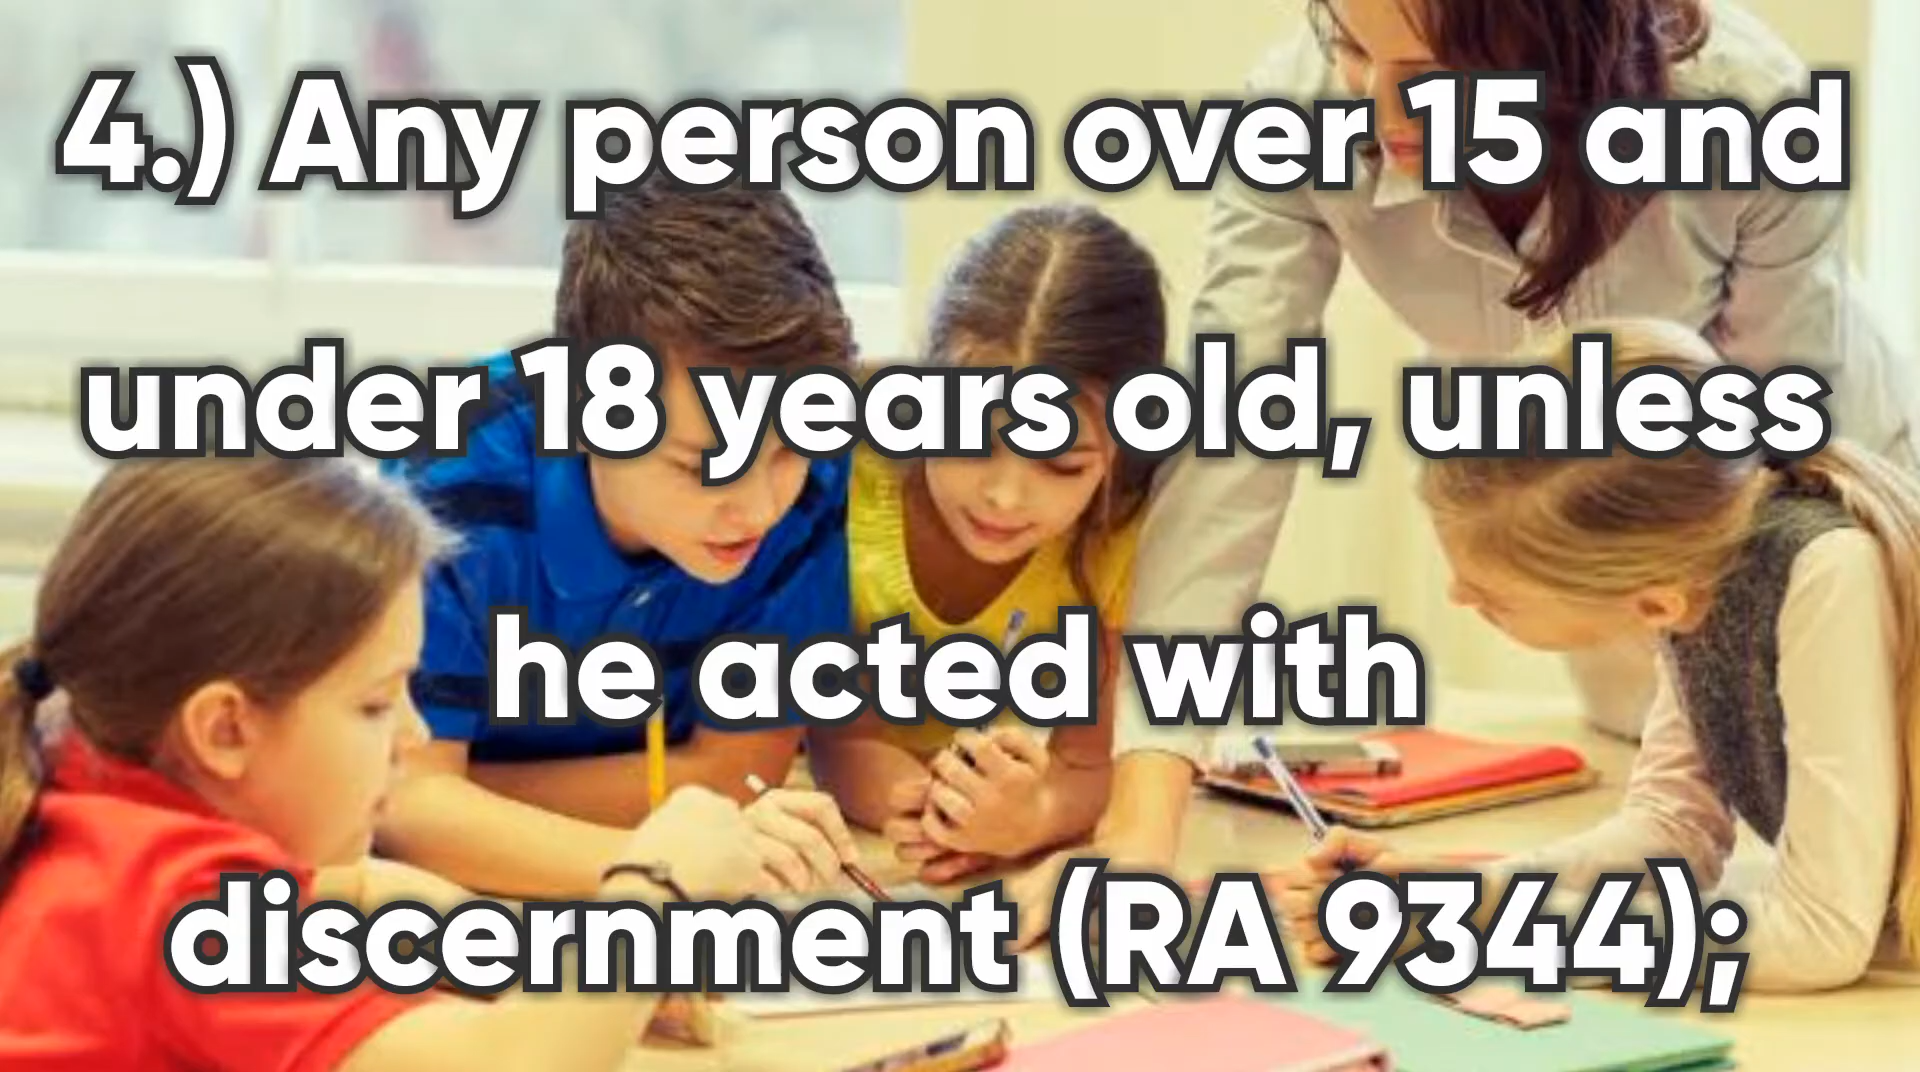 4.) Any person over 15 and
under 18 years old, unless
he acted with
discernment (RA 9344);